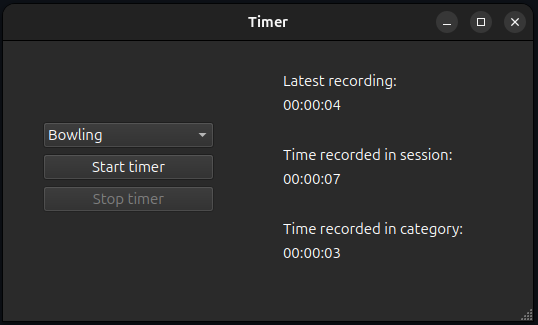 Timer
Bowling
Start timer
Stop timer
Latest recording:
00:00:04
Time recorded in session:
00:00:07
Time recorded in category:
00:00:03